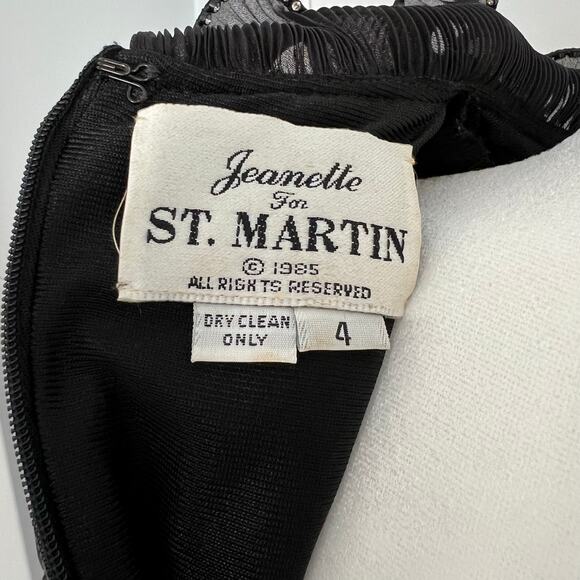 Jeanette
For
ST. MARTIN
© 1985
ALL RIGHTS RESERVED
DRY CLEAN
ONLY
4